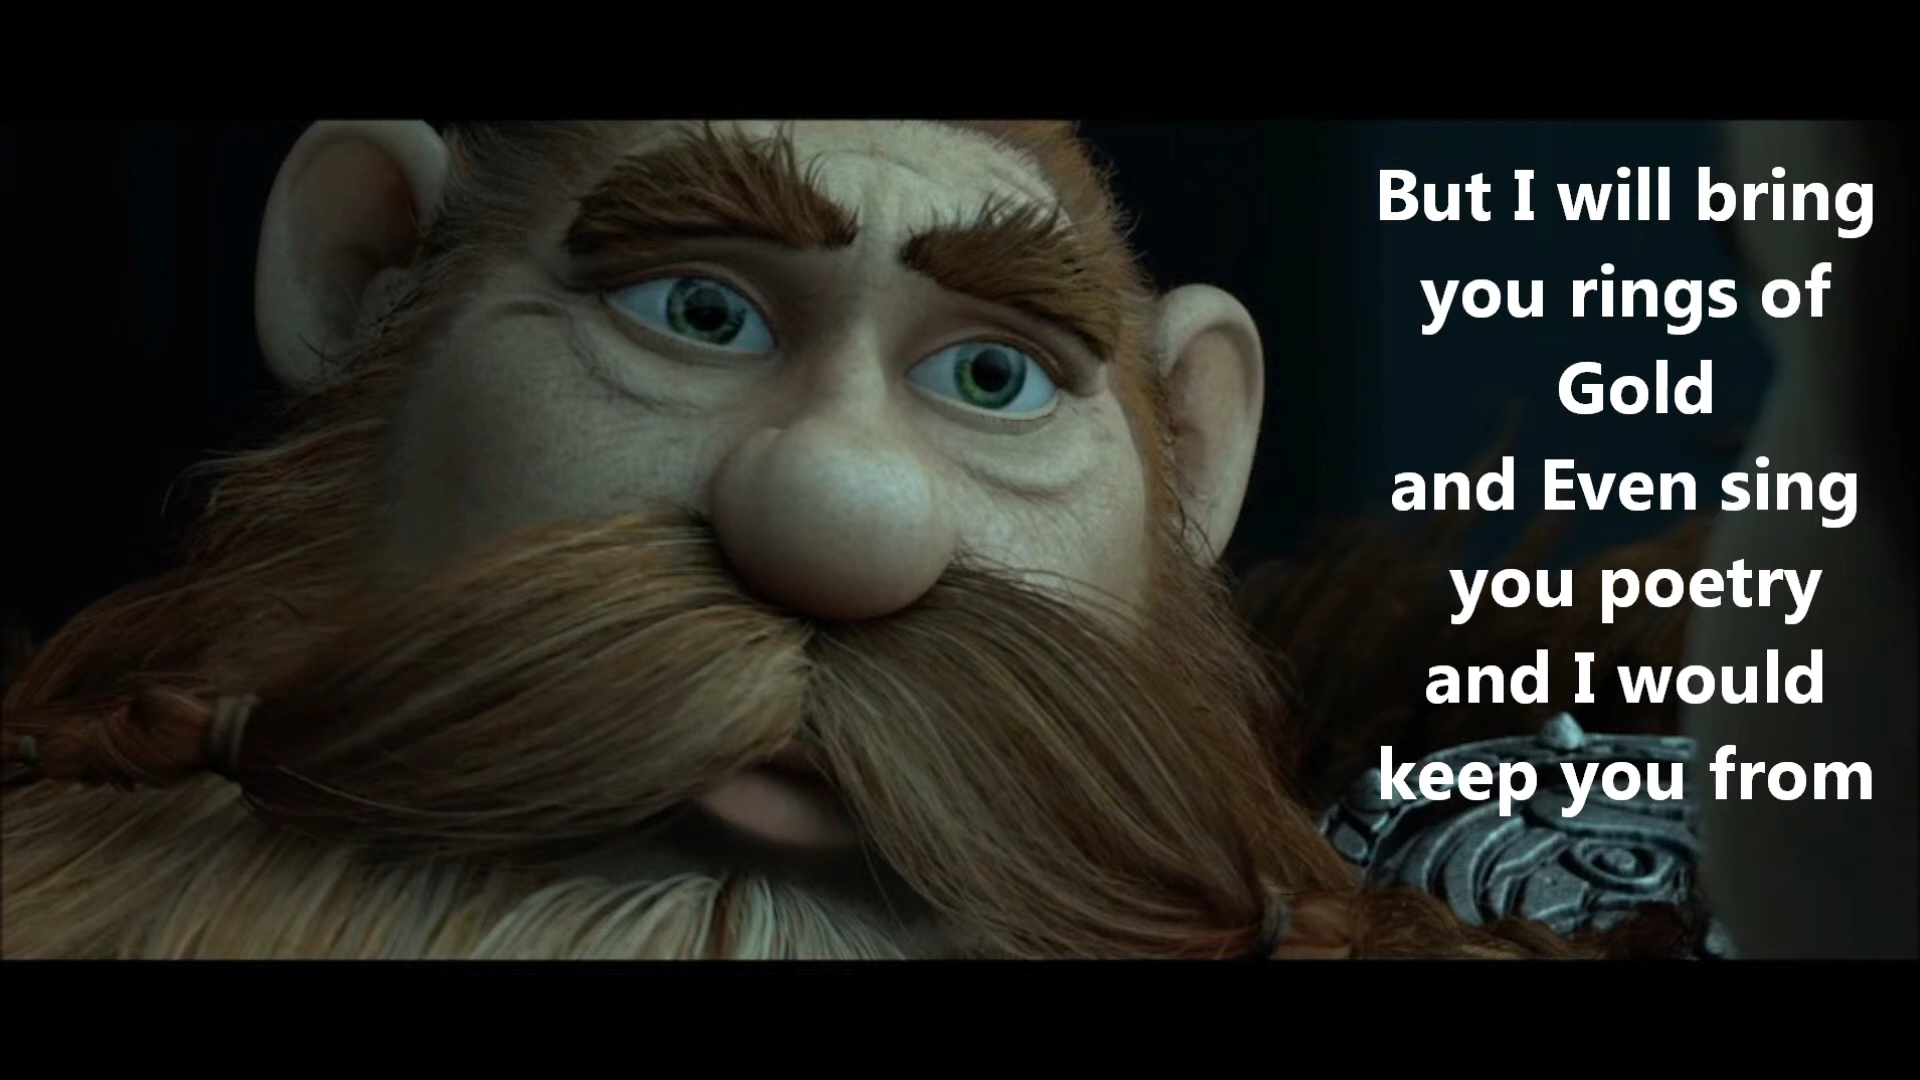 But I will bring
you rings of
Gold
and Even sing
you poetry
and I would
keep you from